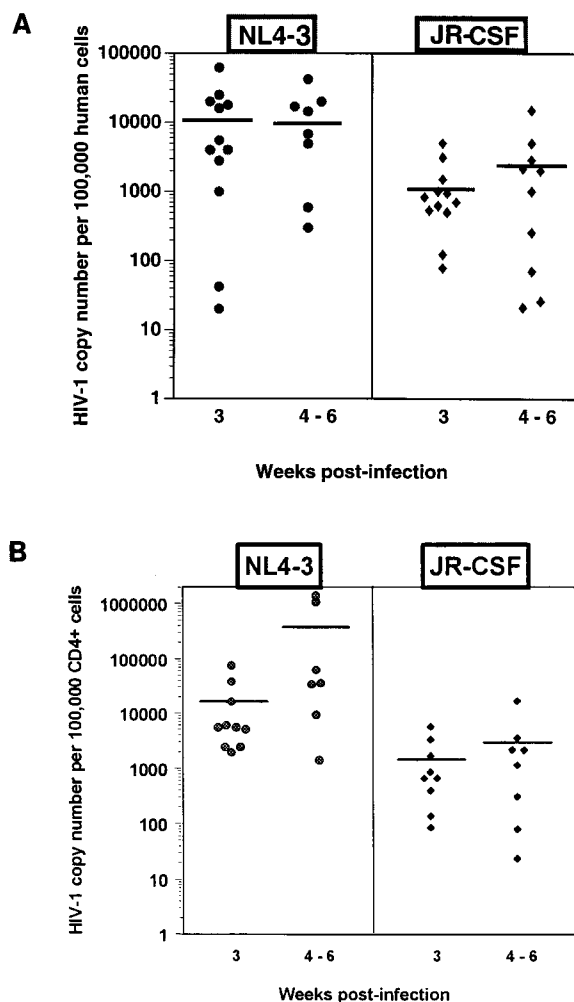 A
NL4-3
JR-CSF
HIV-1 copy number per 100,000 human cells
100000
10000
1000
100
10
1
3
4 - 6
3
4 - 6
Weeks post-infection
B
NL4-3
JR-CSF
HIV-1 copy number per 100,000 CD4+ cells
1000000
100000
10000
1000
100
10
1
3
4 - 6
3
4 - 6
Weeks post-infection